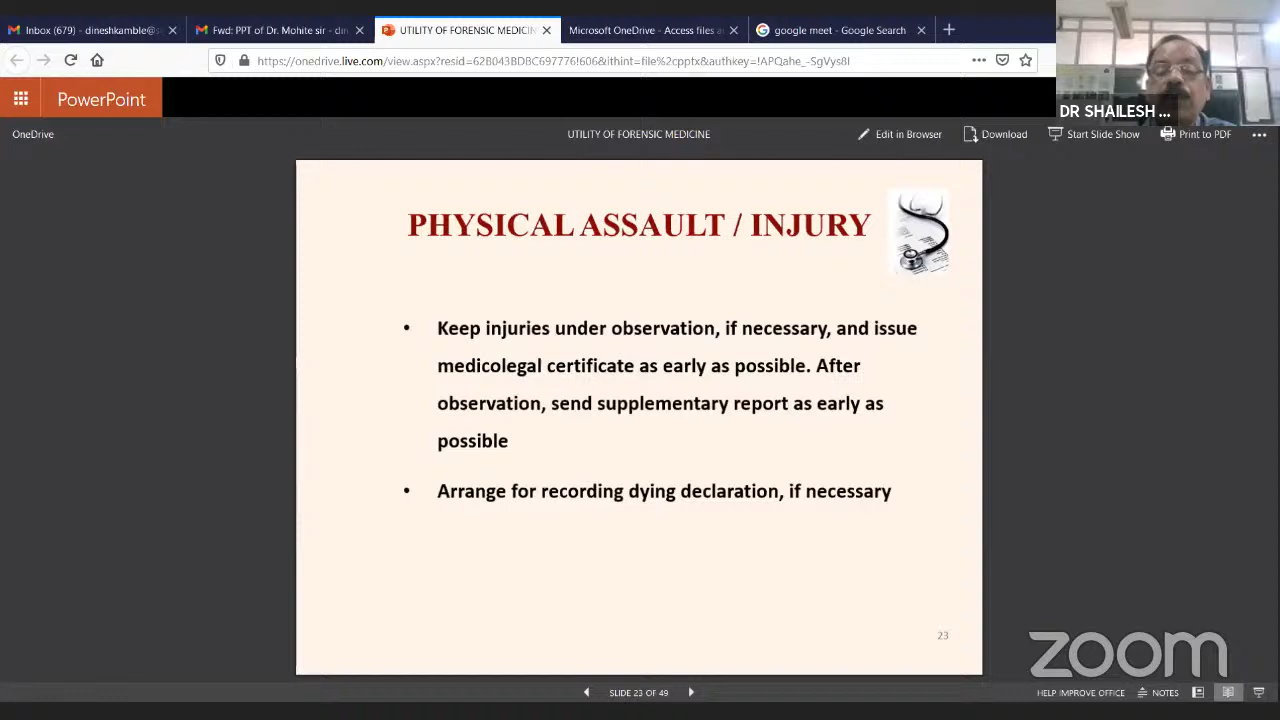 Inbox (679) - dineshkamble@s
Fwd: PPT of Dr. Mohite sir - din
UTILITY OF FORENSIC MEDICIN
Microsoft OneDrive - Access files a
google meet - Google Search
https://onedrive.live.com/view.aspx?resid=62B043BDBC697776!606&ithint=file%2cpptx&authkey=!APQahe_-SgVys8I
PowerPoint
DR SHAILESH ...
OneDrive
UTILITY OF FORENSIC MEDICINE
Edit in Browser
Download
Start Slide Show
Print to PDF
PHYSICAL ASSAULT / INJURY
• Keep injuries under observation, if necessary, and issue
medicolegal certificate as early as possible. After
observation, send supplementary report as early as
possible
• Arrange for recording dying declaration, if necessary
23
zoom
SLIDE 23 OF 49
HELP IMPROVE OFFICE
NOTES